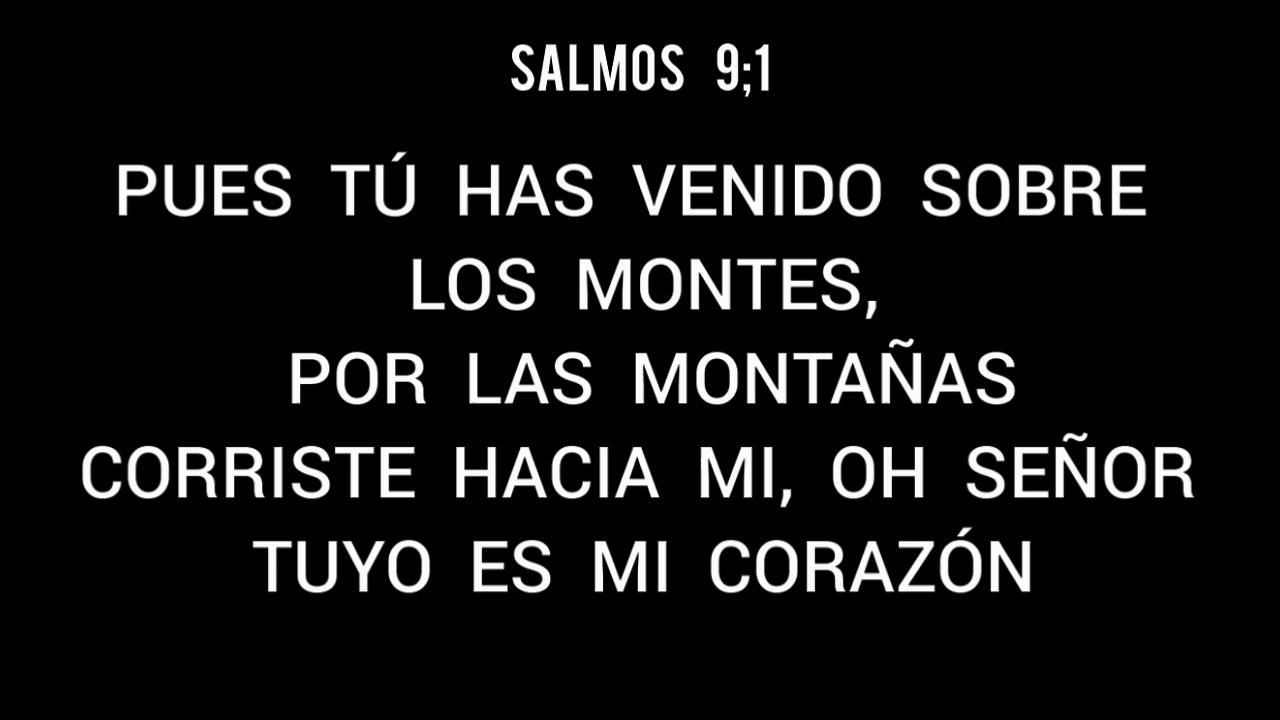 SALMOS 9;1
PUES TÚ HAS VENIDO SOBRE
LOS MONTES,
POR LAS MONTAÑAS
CORRISTE HACIA MI, OH SEÑOR
TUYO ES MI CORAZÓN